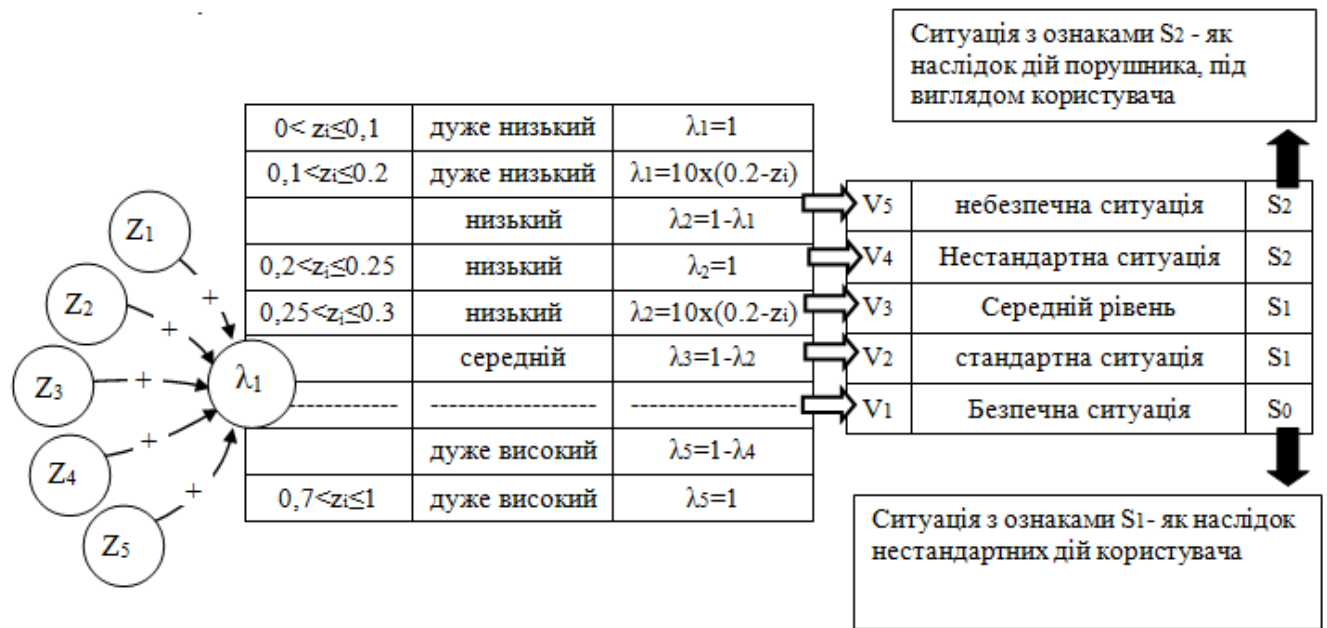 Ситуація з ознаками S2 - як
наслідок дій порушника, під
виглядом користувача
0< zi≤0,1 дуже низький λ1=1
0,1<zi≤0.2 дуже низький λ1=10x(0.2-zi)
низький λ2=1-λ1
0,2<zi≤0.25 низький λ2=1
0,25<zi≤0.3 низький λ2=10x(0.2-zi)
середній λ3=1-λ2
------------ ----------------- -----------------
дуже високий λ5=1-λ4
0,7<zi≤1 дуже високий λ5=1
Z1
+
Z2
+
Z3
+
Z4
+
Z5
+
λ1
V5 небезпечна ситуація S2
V4 Нестандартна ситуація S2
V3 Середній рівень S1
V2 стандартна ситуація S1
V1 Безпечна ситуація S0
Ситуація з ознаками S1- як наслідок
нестандартних дій користувача